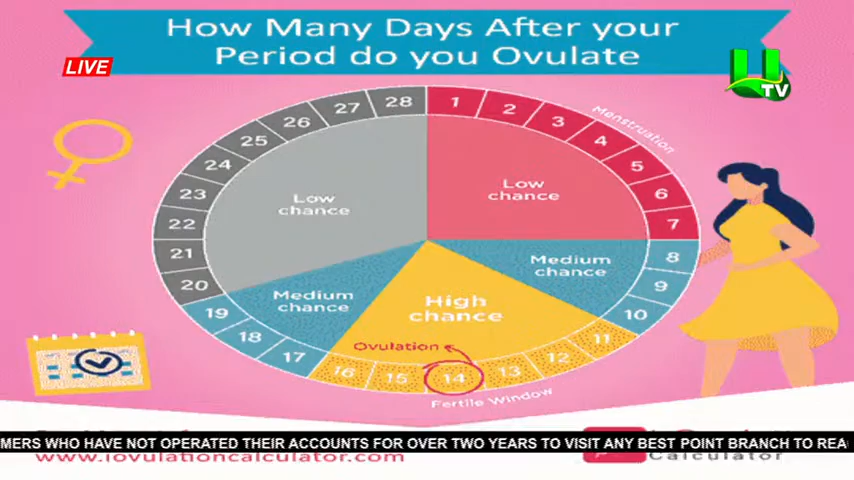 How Many Days After your
Period do you Ovulate
LIVE
U
TV
1
2
3
4
5
6
7
8
9
10
11
12
13
14
15
16
17
18
19
20
21
22
23
24
25
26
27
28
Menstruation
Low
chance
Low
chance
Medium
chance
Medium
chance
High
chance
Ovulation
Fertile Window
MERS WHO HAVE NOT OPERATED THEIR ACCOUNTS FOR OVER TWO YEARS TO VISIT ANY BEST POINT BRANCH TO REA
www.iovulationcalculator.com
Calculator